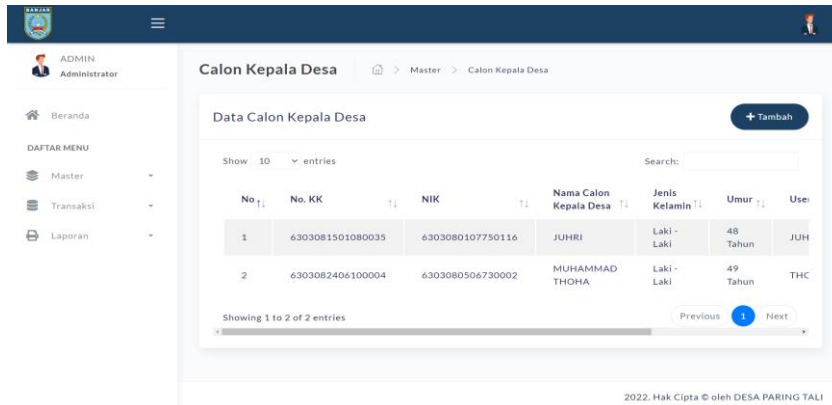 BANJAR
ADMIN
Administrator
Beranda
DAFTAR MENU
Master
Transaksi
Laporan
Calon Kepala Desa > Master > Calon Kepala Desa
Data Calon Kepala Desa + Tambah
Show 10 entries Search:
No No. KK NIK Nama Calon Kepala Desa Jenis Kelamin Umur User
1 6303081501080035 6303080107750116 JUHRI Laki - Laki 48 Tahun JUH
2 6303082406100004 6303080506730002 MUHAMMAD THOHA Laki - Laki 49 Tahun THO
Showing 1 to 2 of 2 entries Previous 1 Next
2022. Hak Cipta © oleh DESA PARING TALI